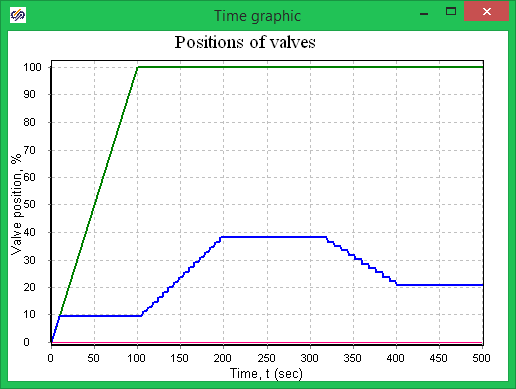 Time graphic
Positions of valves
100
90
80
70
60
50
40
30
20
10
0
Valve position, %
0 50 100 150 200 250 300 350 400 450 500
Time, t (sec)